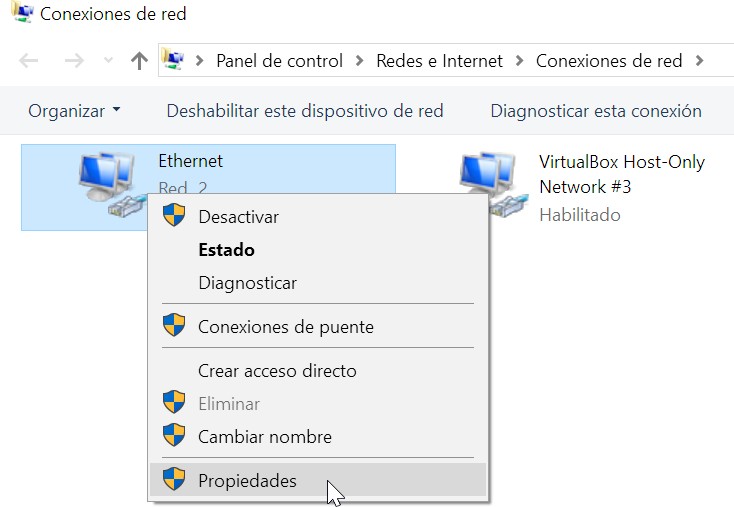 Conexiones de red
Panel de control > Redes e Internet > Conexiones de red >
Organizar Deshabilitar este dispositivo de red Diagnosticar esta conexión
Ethernet
Red 2
VirtualBox Host-Only
Network #3
Habilitado
Desactivar
Estado
Diagnosticar
Conexiones de puente
Crear acceso directo
Eliminar
Cambiar nombre
Propiedades